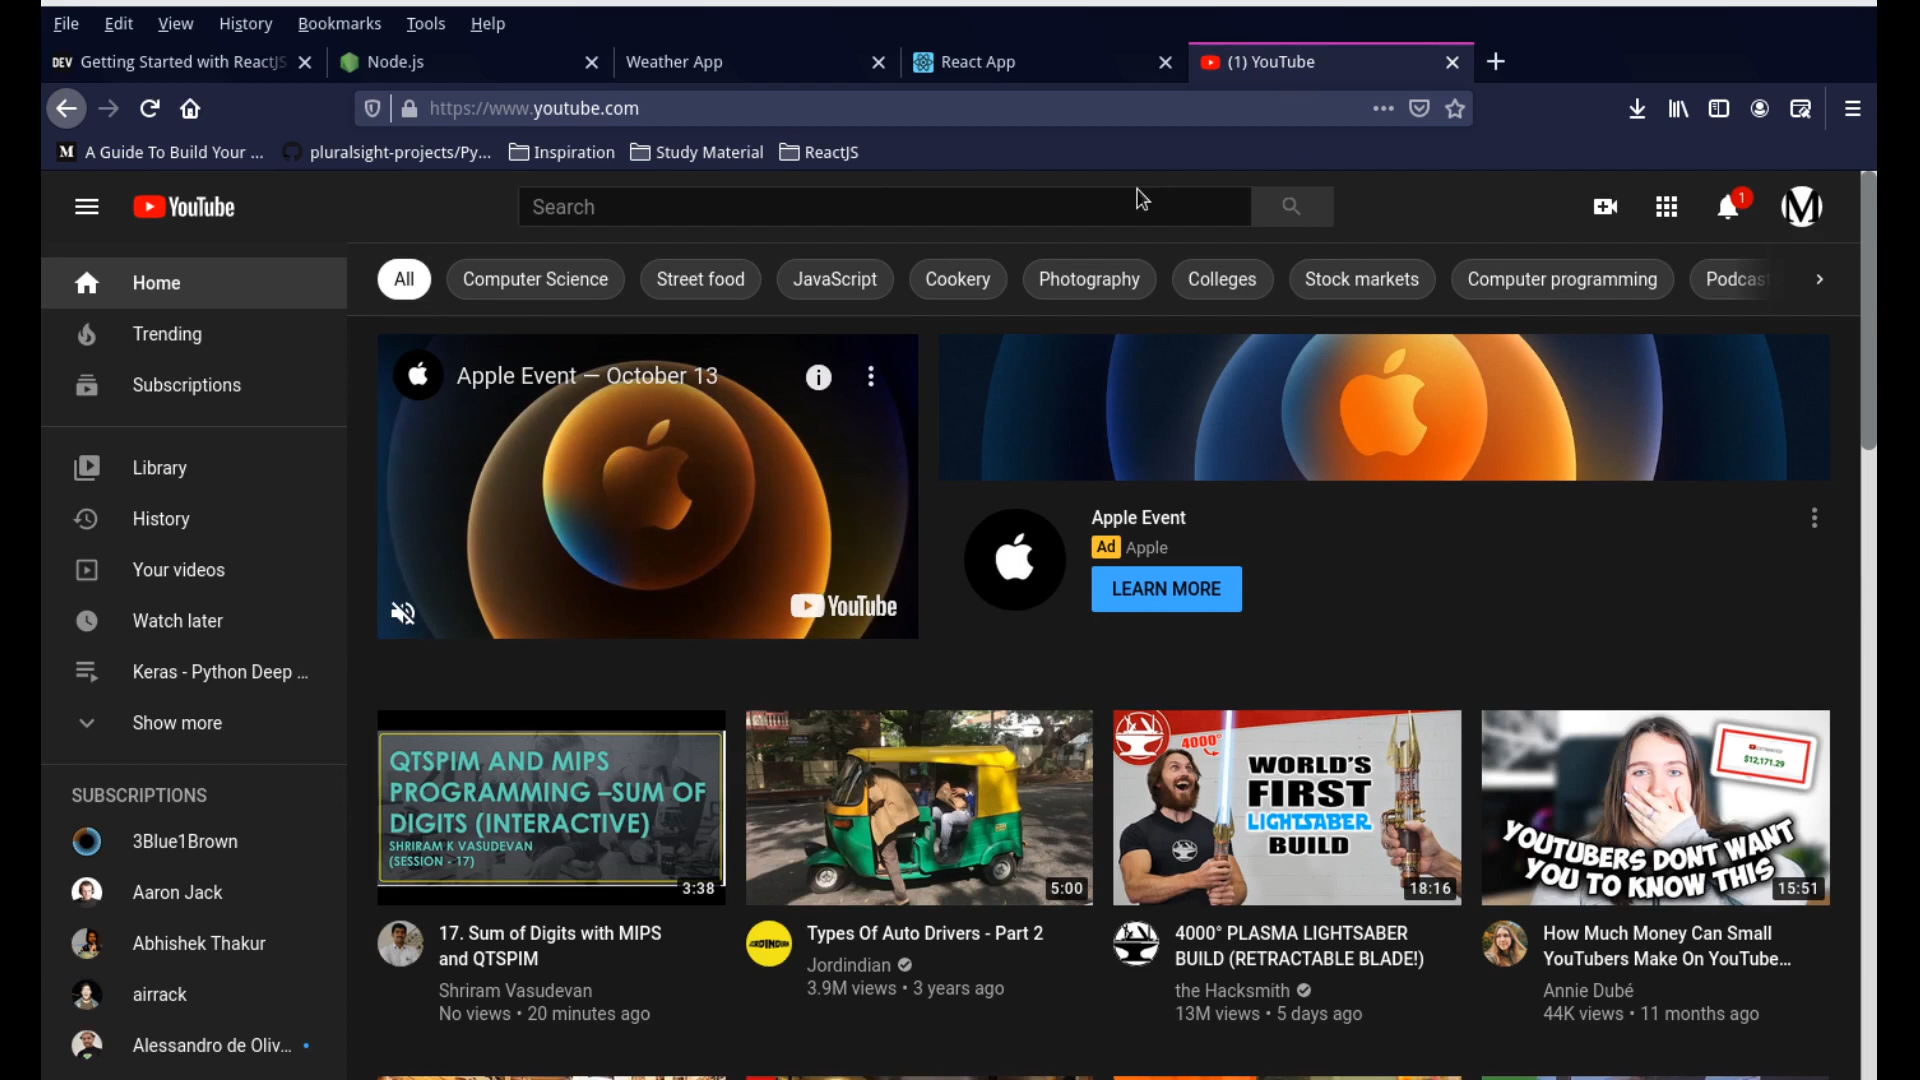 File Edit View History Bookmarks Tools Help
DEV Getting Started with ReactJS Node.js Weather App React App (1) YouTube
https://www.youtube.com
M A Guide To Build Your ... pluralsight-projects/Py... Inspiration Study Material ReactJS
YouTube Search 1 M
Home
Trending
Subscriptions
Library
History
Your videos
Watch later
Keras - Python Deep ...
Show more
SUBSCRIPTIONS
3Blue1Brown
Aaron Jack
Abhishek Thakur
airrack
Alessandro de Oliv... •
All Computer Science Street food JavaScript Cookery Photography Colleges Stock markets Computer programming Podcas
Apple Event — October 13
YouTube
Apple Event
Ad Apple
LEARN MORE
QTSPIM AND MIPS
PROGRAMMING –SUM OF
DIGITS (INTERACTIVE)
SHRIRAM K VASUDEVAN
(SESSION - 17)
3:38
17. Sum of Digits with MIPS
and QTSPIM
Shriram Vasudevan
No views • 20 minutes ago
5:00
JORDINDIAN
Types Of Auto Drivers - Part 2
Jordindian
3.9M views • 3 years ago
4000°
WORLD'S
FIRST
LIGHTSABER
BUILD
18:16
4000° PLASMA LIGHTSABER
BUILD (RETRACTABLE BLADE!)
the Hacksmith
13M views • 5 days ago
$12,171.29
YOUTUBERS DONT WANT
YOU TO KNOW THIS
15:51
How Much Money Can Small
YouTubers Make On YouTube...
Annie Dubé
44K views • 11 months ago